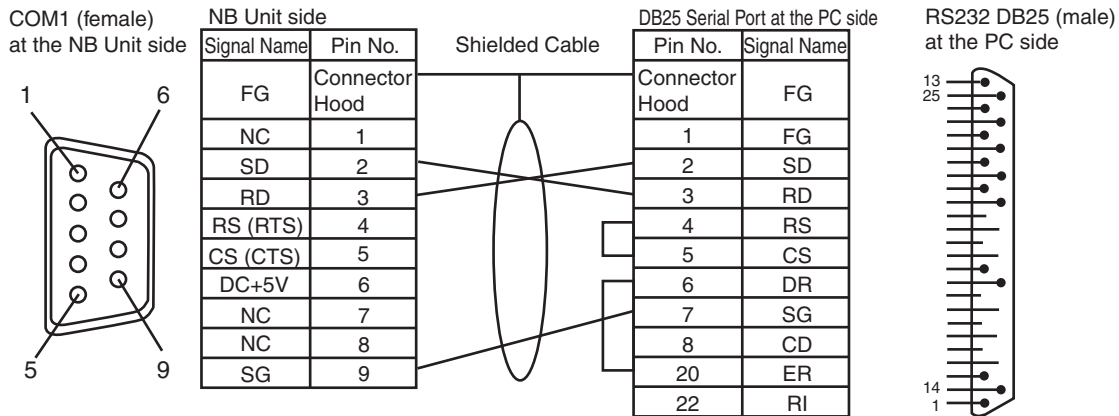 COM1 (female)
at the NB Unit side
1
6
5
9
NB Unit side
Signal Name Pin No.
FG Connector Hood
NC 1
SD 2
RD 3
RS (RTS) 4
CS (CTS) 5
DC+5V 6
NC 7
NC 8
SG 9
Shielded Cable
DB25 Serial Port at the PC side
Pin No. Signal Name
Connector Hood FG
1 FG
2 SD
3 RD
4 RS
5 CS
6 DR
7 SG
8 CD
20 ER
22 RI
RS232 DB25 (male)
at the PC side
13
25
14
1